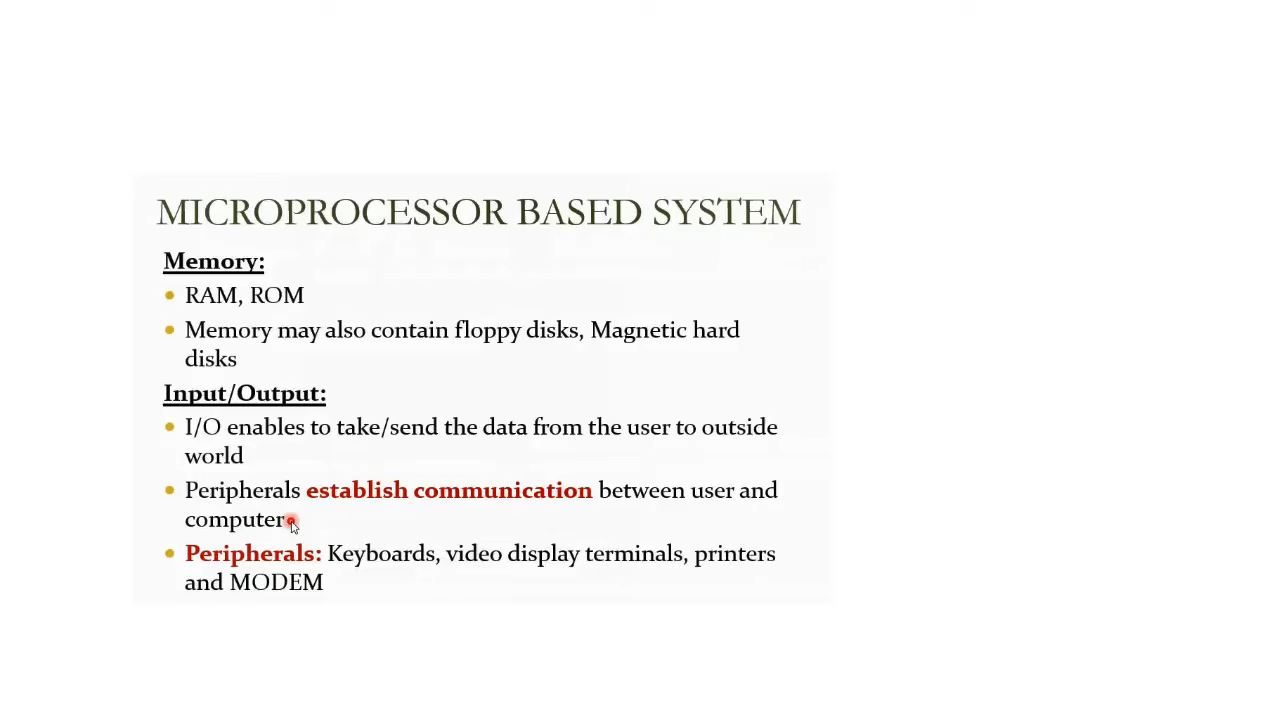 MICROPROCESSOR BASED SYSTEM
Memory:
RAM, ROM
Memory may also contain floppy disks, Magnetic hard
disks
Input/Output:
I/O enables to take/send the data from the user to outside
world
Peripherals establish communication between user and
computer
Peripherals: Keyboards, video display terminals, printers
and MODEM